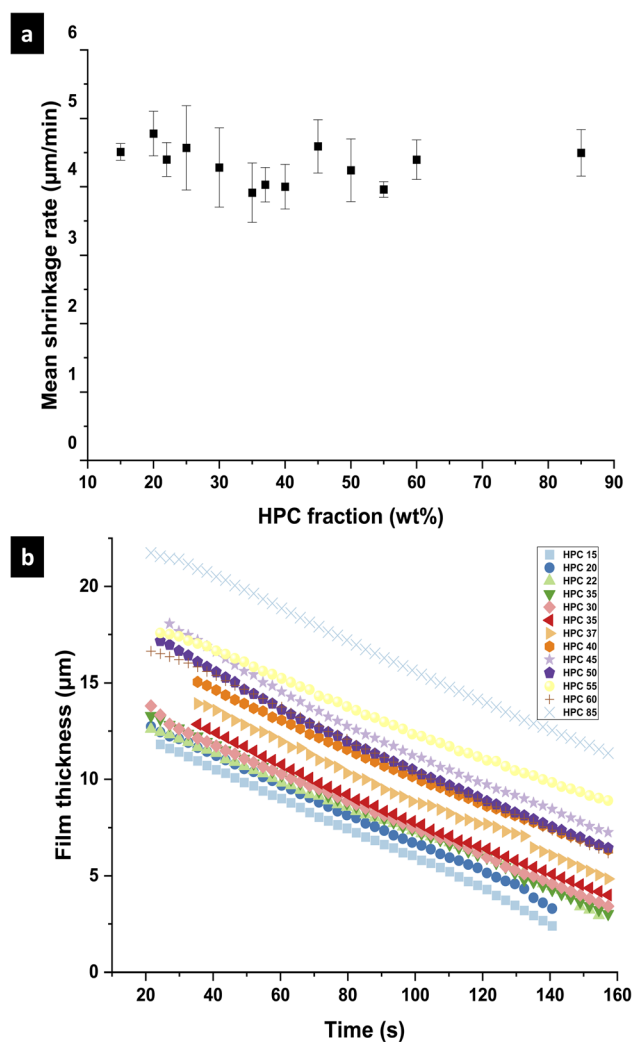 a
6
5
4
3
2
1
0
Mean shrinkage rate (µm/min)
10 20 30 40 50 60 70 80 90
HPC fraction (wt%)
b
20
15
10
5
0
Film thickness (µm)
HPC 15
HPC 20
HPC 22
HPC 35
HPC 30
HPC 35
HPC 37
HPC 40
HPC 45
HPC 50
HPC 55
HPC 60
HPC 85
20 40 60 80 100 120 140 160
Time (s)